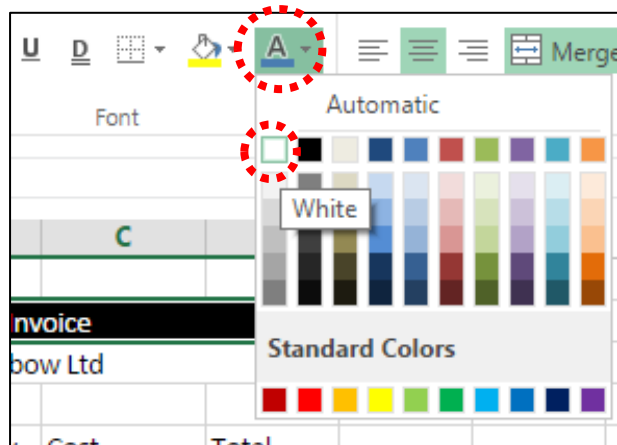 U D A Merge
Font
Automatic
White
C
Invoice
bow Ltd
Standard Colors
Cost Total